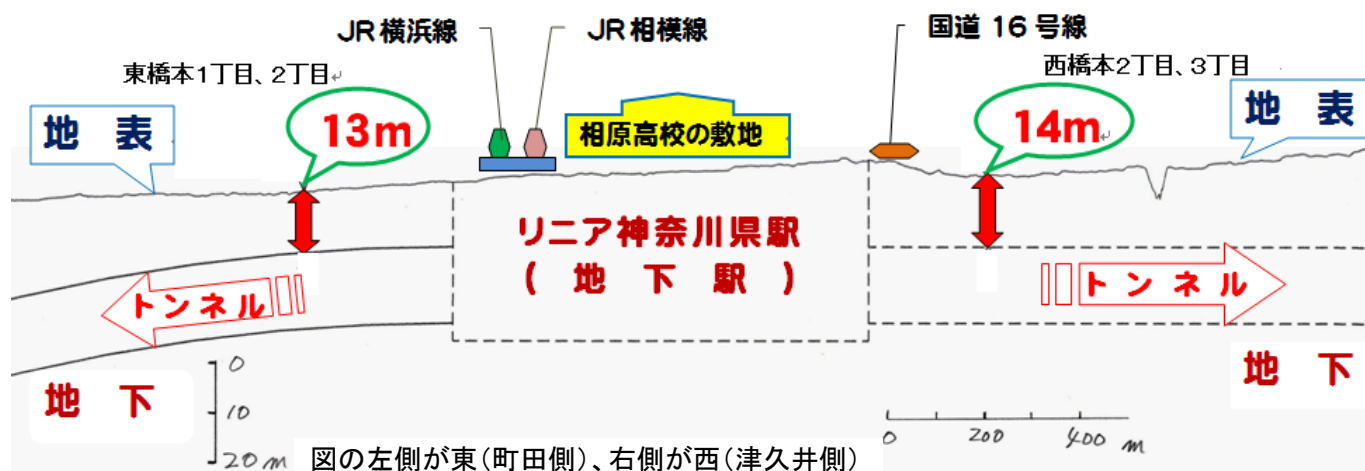 JR横浜線
JR相模線
国道16号線
東橋本1丁目、2丁目
西橋本2丁目、3丁目
地表
13m
相原高校の敷地
14m
地表
リニア神奈川県駅
(地下駅)
トンネル
トンネル
地下
地下
0
10
20m
0
200
400 m
図の左側が東(町田側)、右側が西(津久井側)